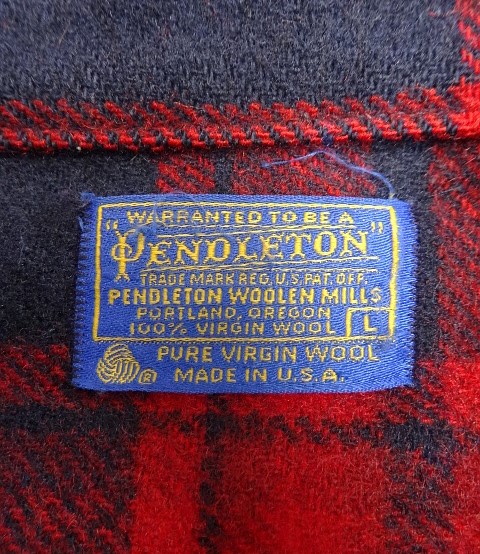 "WARRANTED TO BE A
PENDLETON"
TRADE MARK REG. U.S. PAT. OFF.
PENDLETON WOOLEN MILLS
PORTLAND, OREGON
100% VIRGIN WOOL L
PURE VIRGIN WOOL
® MADE IN U.S.A.